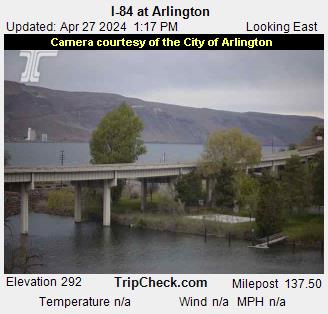 I-84 at Arlington
Updated: Apr 27 2024 1:17 PM Looking East
Camera courtesy of the City of Arlington
Elevation 292 TripCheck.com Milepost 137.50
Temperature n/a Wind n/a MPH n/a